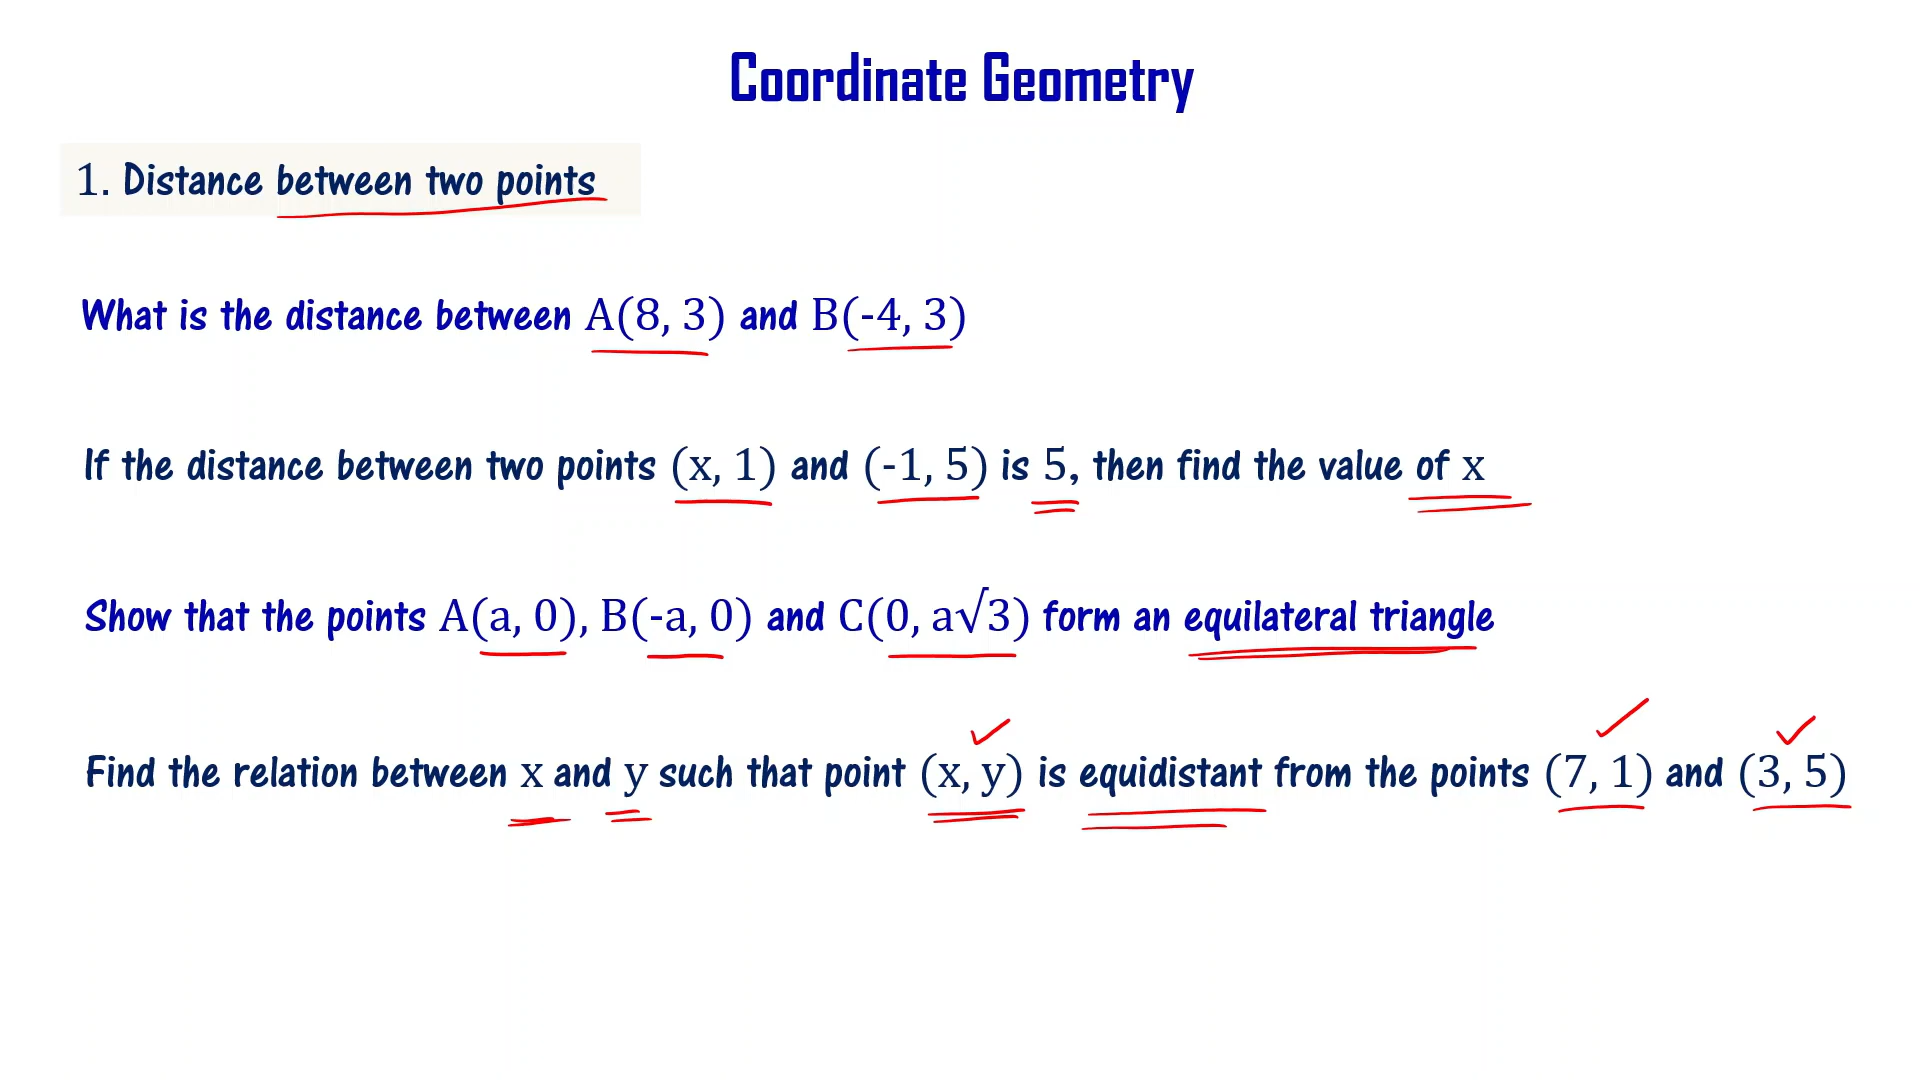 Coordinate Geometry
1. Distance between two points
What is the distance between A(8, 3) and B(-4, 3)
If the distance between two points (x, 1) and (-1, 5) is 5, then find the value of x
Show that the points A(a, 0), B(-a, 0) and C(0, a√3) form an equilateral triangle
Find the relation between x and y such that point (x, y) is equidistant from the points (7, 1) and (3, 5)